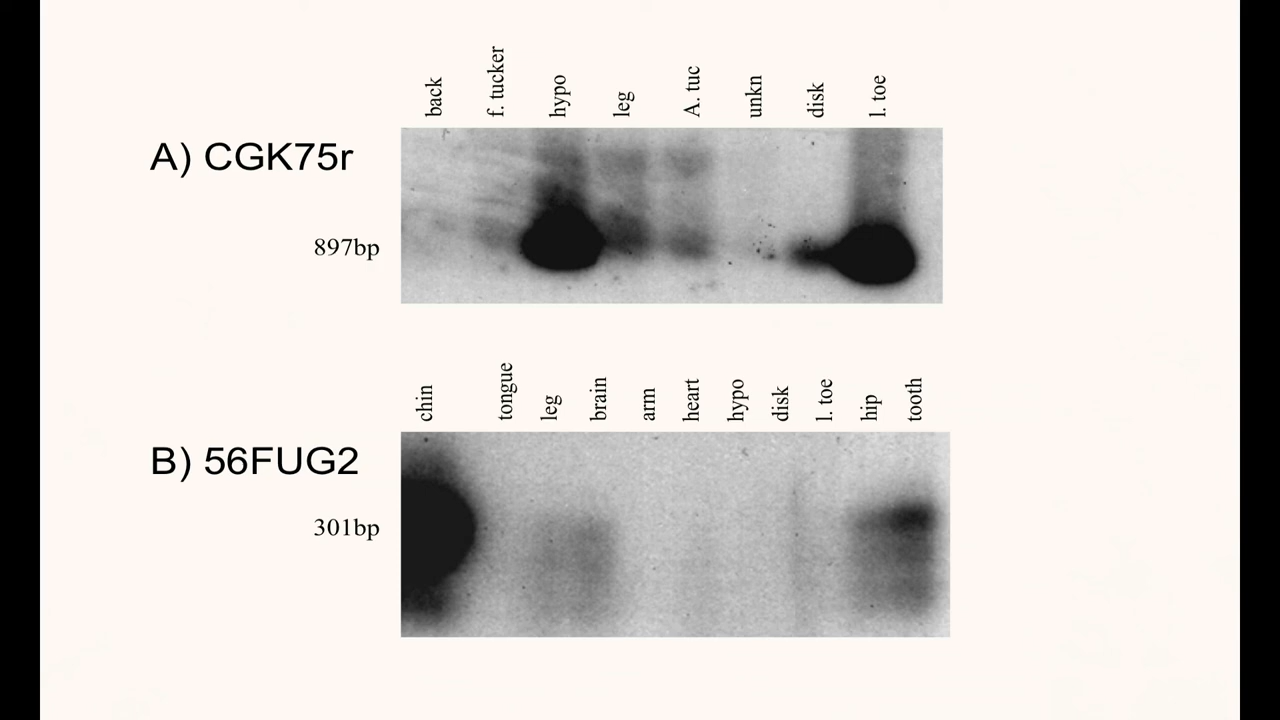 back f. tucker hypo leg A. tuc unkn disk l. toe
A) CGK75r
897bp
chin tongue leg brain arm heart hypo disk l. toe hip tooth
B) 56FUG2
301bp